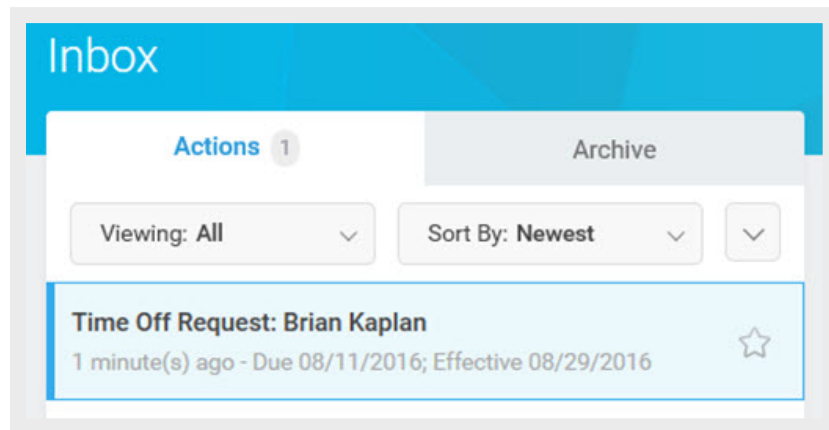 Inbox
Actions 1 Archive
Viewing: All Sort By: Newest
Time Off Request: Brian Kaplan
1 minute(s) ago - Due 08/11/2016; Effective 08/29/2016